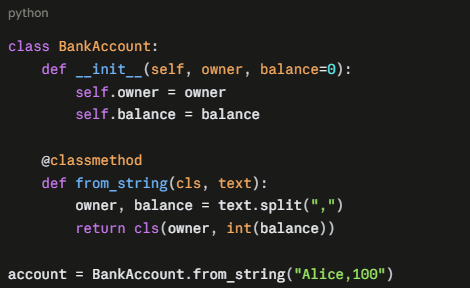 python
class BankAccount:
    def __init__(self, owner, balance=0):
        self.owner = owner
        self.balance = balance

    @classmethod
    def from_string(cls, text):
        owner, balance = text.split(",")
        return cls(owner, int(balance))

account = BankAccount.from_string("Alice,100")